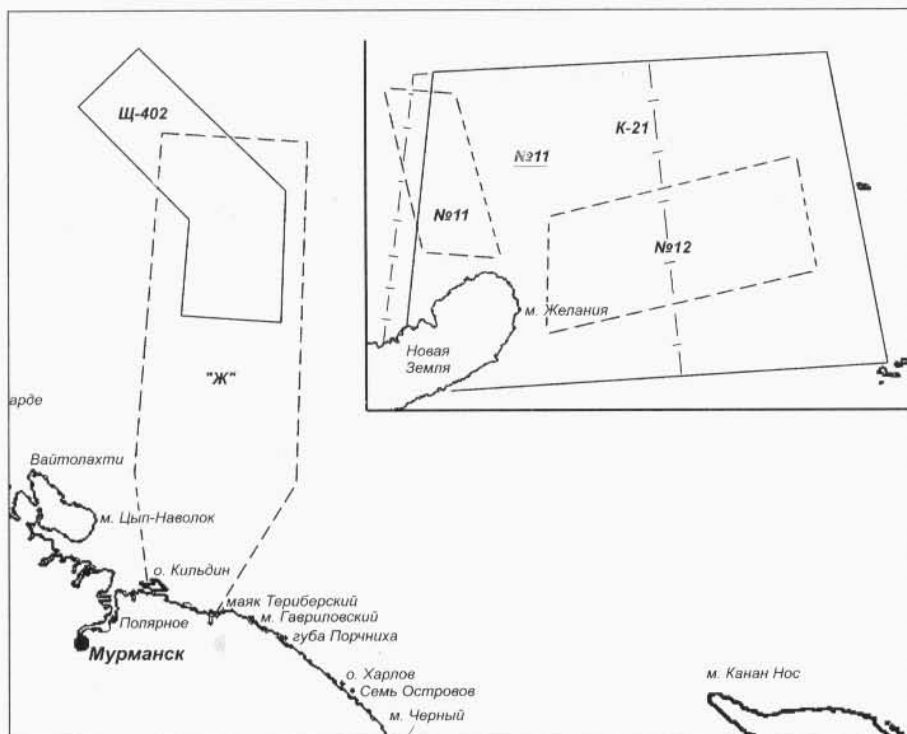 Щ-402
К-21
№11
№11
№12
м. Желания
Новая
Земля
"Ж"
арде
Вайтолахти
м. Цып-Наволок
о. Кильдин
маяк Териберский
м. Гавриловский
Полярное
губа Порчниха
Мурманск
о. Харлов
Семь Островов
м. Черный
м. Канан Нос